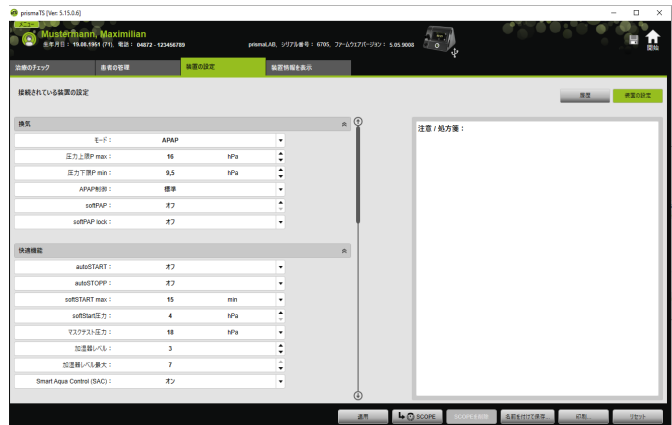 prismaTS [Ver: 5.15.0.6]
メニュー
Mustermann, Maximilian
生年月日: 19.08.1951 (71), 電話: 04872 - 123456789
prismaLAB, シリアル番号: 6705, ファームウェアバージョン: 5.05.9008
開始
治療のチェック
患者の管理
装置の設定
装置情報を表示
接続されている装置の設定
履歴
装置の設定
換気
モード: APAP
圧力上限P max: 16 hPa
圧力下限P min: 9,5 hPa
APAP制御: 標準
softPAP: オフ
softPAP lock: オフ
快適機能
autoSTART: オフ
autoSTOPP: オフ
softSTART max: 15 min
softStart圧力: 4 hPa
マスクテスト圧力: 18 hPa
加湿器レベル: 3
加湿器レベル最大: 7
Smart Aqua Control (SAC): オン
注意 / 処方箋:
適用
SCOPE
名前を付けて保存...
印刷...
リセット